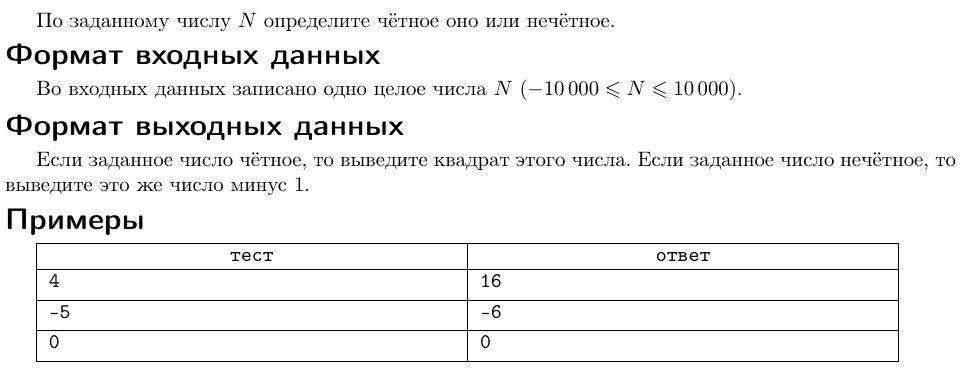 По заданному числу N определите чётное оно или нечётное.
Формат входных данных
Во входных данных записано одно целое числа N (−10 000 ⩽ N ⩽ 10 000).
Формат выходных данных
Если заданное число чётное, то выведите квадрат этого числа. Если заданное число нечётное, то
выведите это же число минус 1.
Примеры
тест ответ
4 16
-5 -6
0 0